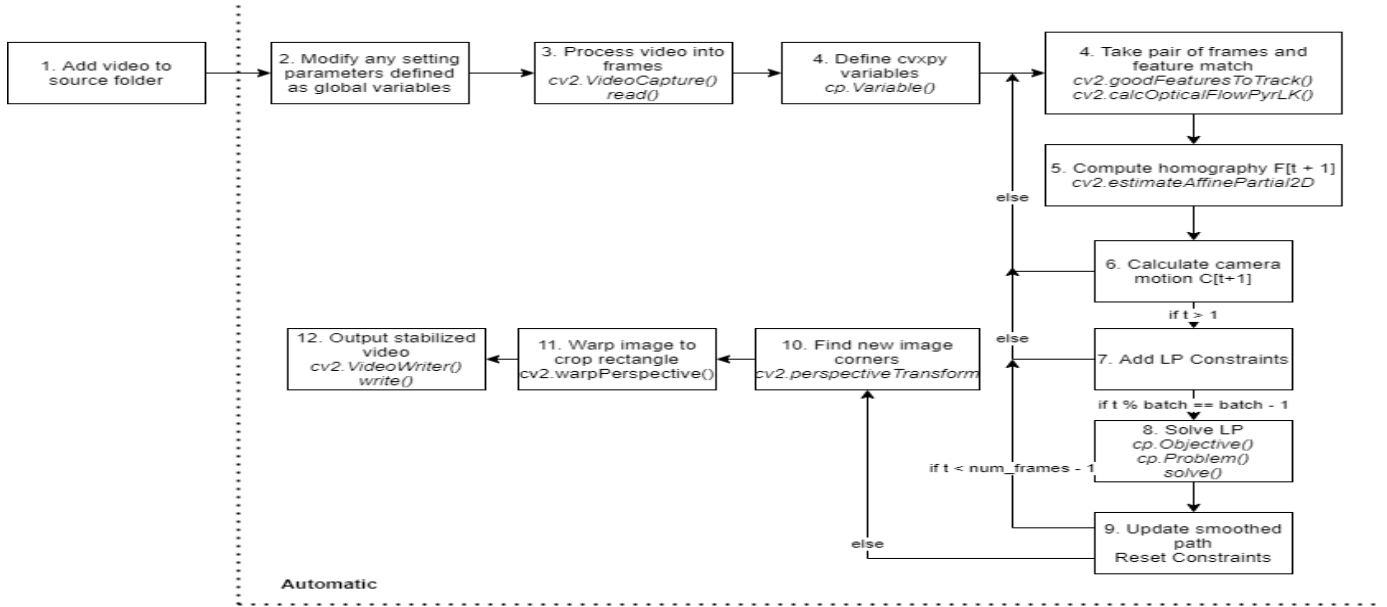 1. Add video to
source folder
2. Modify any setting
parameters defined
as global variables
3. Process video into
frames
cv2.VideoCapture()
read()
4. Define cvxpy
variables
cp.Variable()
4. Take pair of frames and
feature match
cv2.goodFeaturesToTrack()
cv2.calcOpticalFlowPyrLK()
5. Compute homography F[t + 1]
cv2.estimateAffinePartial2D
else
6. Calculate camera
motion C[t+1]
if t > 1
else
7. Add LP Constraints
if t % batch == batch - 1
8. Solve LP
cp.Objective()
cp.Problem()
solve()
if t < num_frames - 1
9. Update smoothed
path
Reset Constraints
else
10. Find new image
corners
cv2.perspectiveTransform
11. Warp image to
crop rectangle
cv2.warpPerspective()
12. Output stabilized
video
cv2.VideoWriter()
write()
Automatic